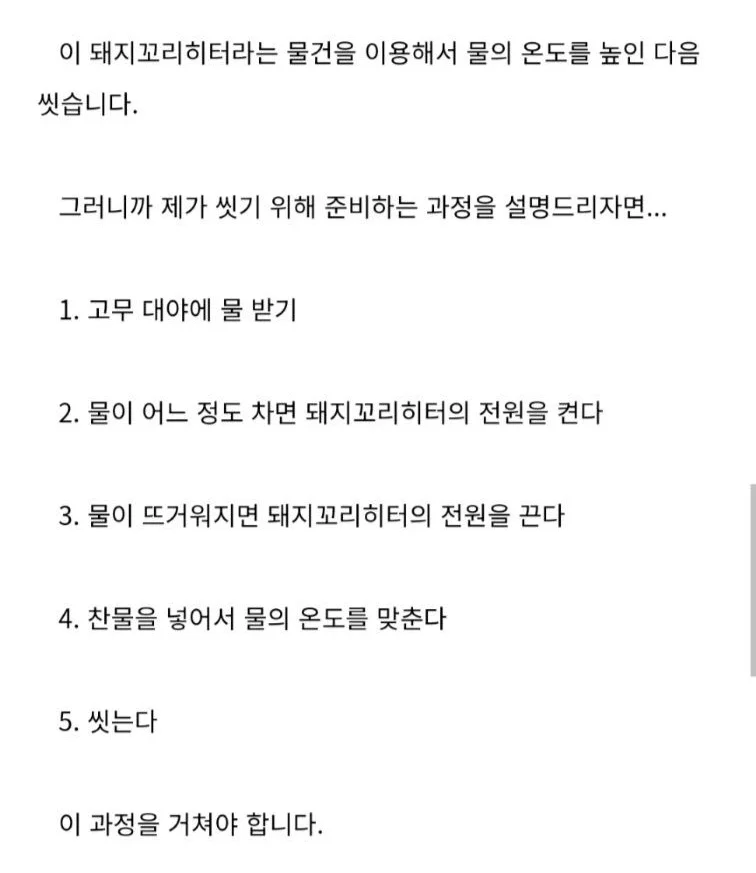 이 돼지꼬리히터라는 물건을 이용해서 물의 온도를 높인 다음
씻습니다.
그러니까 제가 씻기 위해 준비하는 과정을 설명드리자면...
1. 고무 대야에 물 받기
2. 물이 어느 정도 차면 돼지꼬리히터의 전원을 켠다
3. 물이 뜨거워지면 돼지꼬리히터의 전원을 끈다
4. 찬물을 넣어서 물의 온도를 맞춘다
5. 씻는다
이 과정을 거쳐야 합니다.